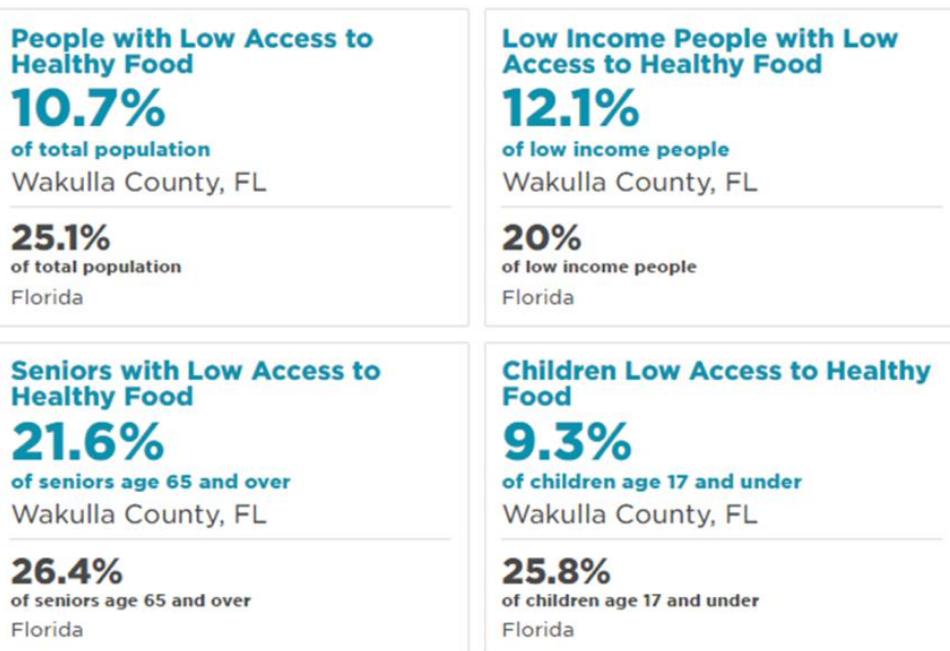 People with Low Access to
Healthy Food
10.7%
of total population
Wakulla County, FL
25.1%
of total population
Florida
Low Income People with Low
Access to Healthy Food
12.1%
of low income people
Wakulla County, FL
20%
of low income people
Florida
Seniors with Low Access to
Healthy Food
21.6%
of seniors age 65 and over
Wakulla County, FL
26.4%
of seniors age 65 and over
Florida
Children Low Access to Healthy
Food
9.3%
of children age 17 and under
Wakulla County, FL
25.8%
of children age 17 and under
Florida